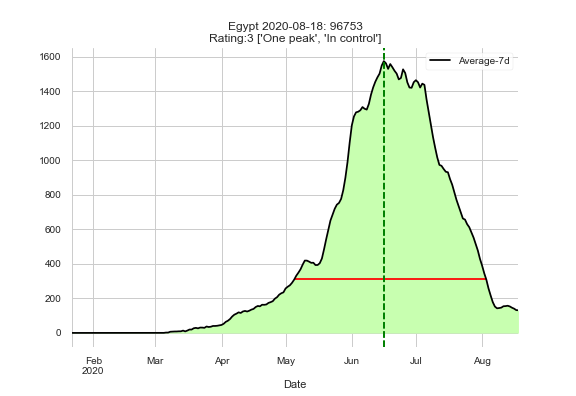 Egypt 2020-08-18: 96753
Rating:3 ['One peak', 'In control']
Average-7d
1600
1400
1200
1000
800
600
400
200
0
Feb Mar Apr May Jun Jul Aug
2020
Date